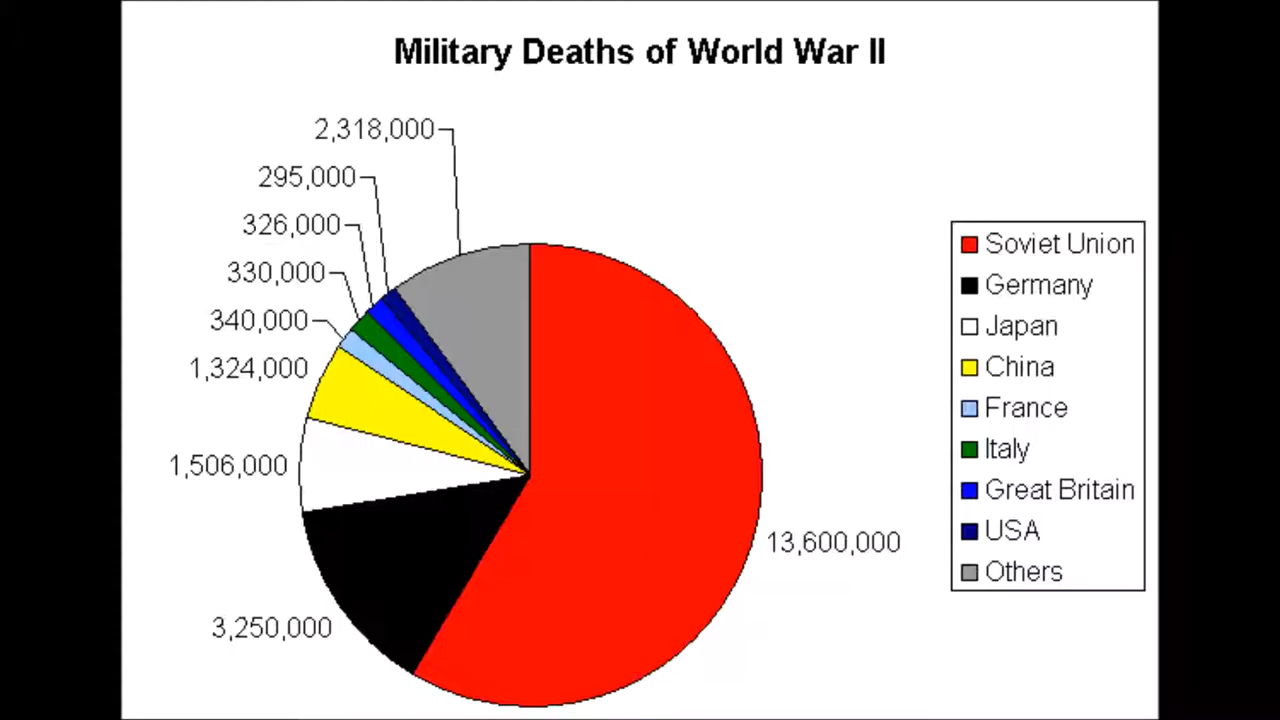 Military Deaths of World War II
2,318,000
295,000
326,000
330,000
340,000
1,324,000
1,506,000
3,250,000
13,600,000
Soviet Union
Germany
Japan
China
France
Italy
Great Britain
USA
Others